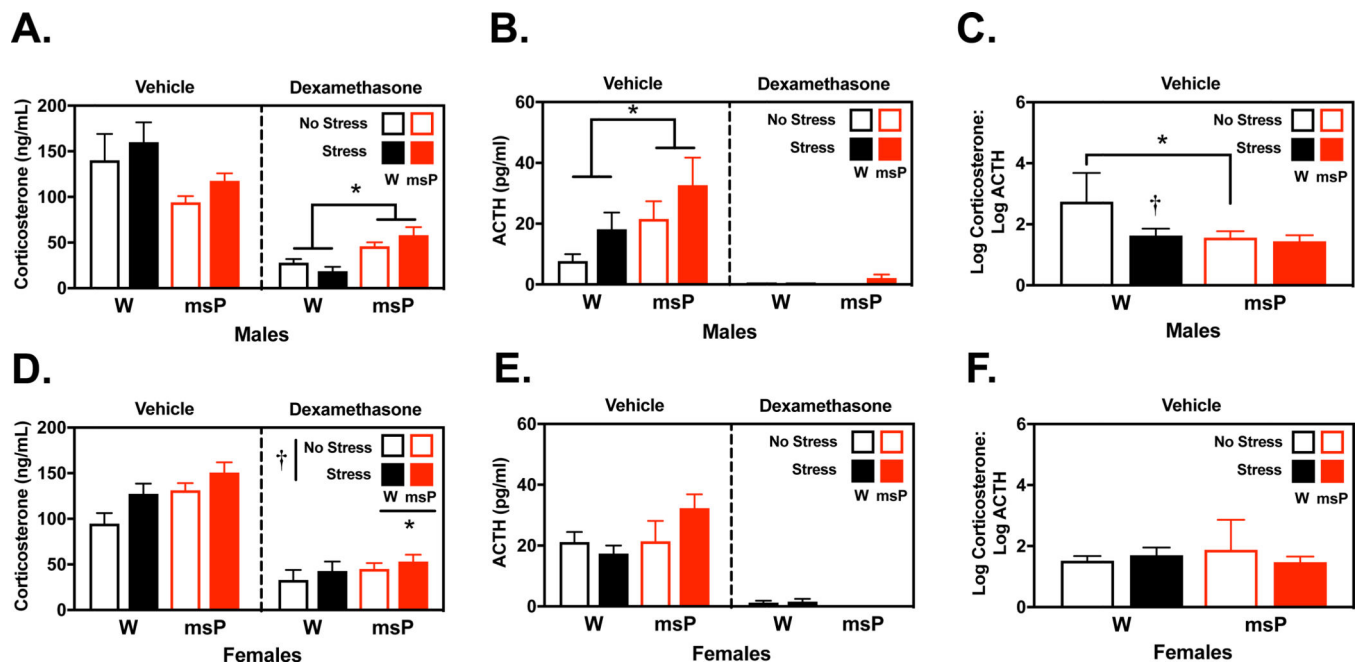 A.
Vehicle Dexamethasone
Corticosterone (ng/mL)
200
150
100
50
0
No Stress
Stress
W msP
*
W msP W msP
Males
B.
Vehicle Dexamethasone
ACTH (pg/ml)
60
40
20
0
*
No Stress
Stress
W msP
W msP W msP
Males
C.
Vehicle
Log Corticosterone:
Log ACTH
6
4
2
0
No Stress
Stress
W msP
*
†
W msP
Males
D.
Vehicle Dexamethasone
Corticosterone (ng/mL)
200
150
100
50
0
† No Stress
Stress
W msP
*
W msP W msP
Females
E.
Vehicle Dexamethasone
ACTH (pg/ml)
60
40
20
0
No Stress
Stress
W msP
W msP W msP
Females
F.
Vehicle
Log Corticosterone:
Log ACTH
6
4
2
0
No Stress
Stress
W msP
W msP
Females